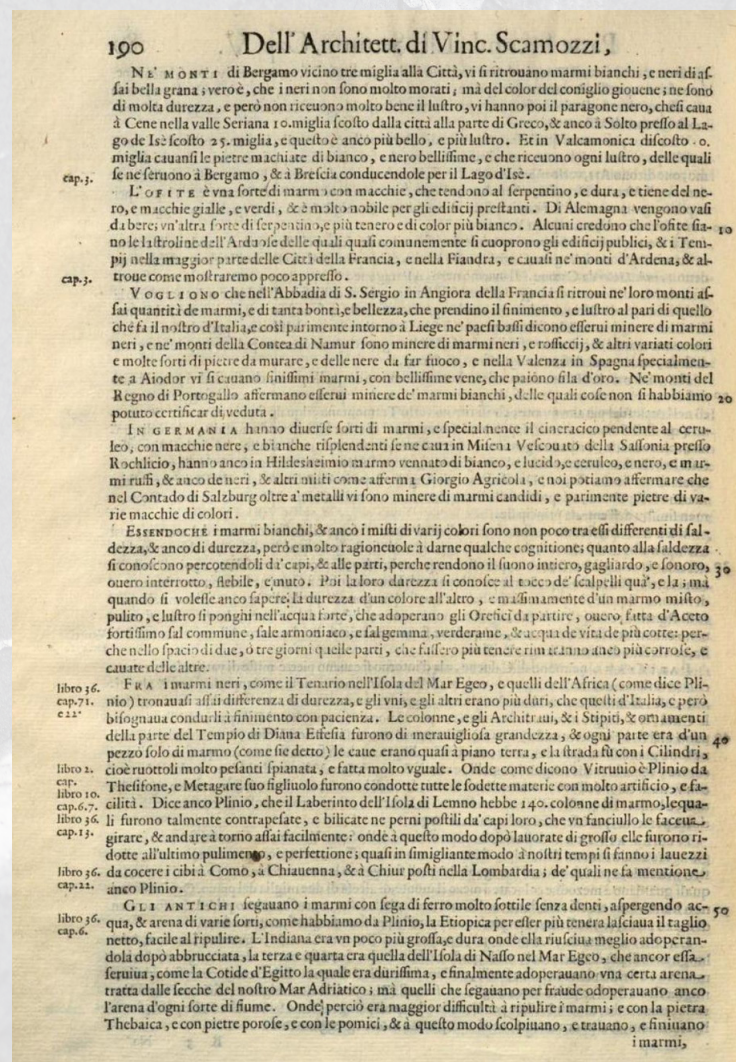 190 Dell' Architett. di Vinc. Scamozzi,
NE' MONTI di Bergamo vicino tre miglia alla Città, vi si ritrouano marmi bianchi, e neri di as-
sai bella grana; vero è, che i neri non sono molto morati; mà del color del coniglio giouene; ne sono
di molta durezza, e però non riceuono molto bene il lustro, vi hanno poi il paragone nero, che si caua
à Cene nella valle Seriana 10. miglia scosto dalla città alla parte di Greco, & anco à Solto presso al La-
go de Isè scosto 25. miglia, e questo è anco più bello, e più lustro. Et in Valcamonica discosto 0.
miglia cauansi le pietre machiate di bianco, e nero bellissime, e che riceuono ogni lustro, delle quali
cap. 3. se ne seruono à Bergamo, & à Brescia conducendole per il Lago d'Isè.
L'OFITE è vna sorte di marmo con macchie, che tendono al serpentino, e dura, e tiene del ne-
ro, e macchie gialle, e verdi, & è molto nobile per gli edificij prestanti. Di Alemagna vengono vasi
da bere; vn'altra sorte di serpentino, e più tenero e di color più bianco. Alcuni credono che l'ofite sia- 10
no le lastroline dell'Ardoise delle quali quasi comunemente si cuoprono gli edificij publici, & i Tem-
pij nella maggior parte delle Città della Francia, e nella Fiandra, e cauasi ne' monti d'Ardena, & al-
cap. 3. troue come mostraremo poco appresso.
VOGLIONO che nell'Abbadia di S. Sergio in Angiora della Francia si ritroui ne' loro monti as-
sai quantità de marmi, e di tanta bontà, e bellezza, che prendino il finimento, e lustro al pari di quello
che fa il nostro d'Italia, e così parimente intorno à Liege ne' paesi bassi dicono esserui minere di marmi
neri, e ne' monti della Contea di Namur sono minere di marmi neri, e rossiccij, & altri variati colori
e molte sorti di pietre da murare, e delle nere da far fuoco, e nella Valenza in Spagna specialmen-
te a Aiodor vi si cauano finissimi marmi, con bellissime vene, che paiono fila d'oro. Ne' monti del
Regno di Portogallo affermano esserui minere de' marmi bianchi, delle quali cose non si habbiamo 20
potuto certificar di veduta.
IN GERMANIA hanno diuerse sorti di marmi, e specialmente il cineracico pendente al ceru-
leo, con macchie nere, e bianche risplendenti se ne caua in Misena Vescouato della Sassonia presso
Rochlicio, hanno anco in Hildesheimio marmo vennato di bianco, e lucido, e ceruleo, e nero, e mar-
mi russi, & anco de neri, & altri misti come afferma Giorgio Agricola, e noi potiamo affermare che
nel Contado di Salzburg oltre a' metalli vi sono minere di marmi candidi, e parimente pietre di va-
rie macchie di colori.
ESSENDOCHE i marmi bianchi, & anco i misti di varij colori sono non poco tra essi differenti di sal-
dezza, & anco di durezza, però e molto ragioneuole à darne qualche cognitione; quanto alla saldezza
si conoscono percotendoli da' capi, & alle parti, perche rendono il suono intiero, gagliardo, e sonoro, 30
ouero interrotto, flebile, e muto. Poi la loro durezza si conosce al tocco de' scalpelli quà, e la; mà
quando si volesse anco sapere la durezza d'un colore all'altro, e massimamente d'un marmo misto,
pulito, e lustro si ponghi nell'acqua forte, che adoperano gli Orefici da partire, ouero, fatta d'Aceto
fortissimo sal commune, sale armoniaco, e sal gemma, verderame, & acqua de vita de più cotte: per-
che nello spacio di due, ò tre giorni quelle parti, che fussero più tenere rimaranno anco più corrose, e
cauate delle altre.
libro 36. FRA i marmi neri, come il Tenario nell'Isola del Mar Egeo, e quelli dell'Africa (come dice Pli-
cap. 71. nio) tronauasi assai differenza di durezza, e gli vni, e gli altri erano più duri, che questi d'Italia, e però
e 22 bisognaua condurli à finimento con pacienza. Le colonne, e gli Architraui, & i Stipiti, & ornamenti
della parte del Tempio di Diana Effesia furono di merauigliosa grandezza, & ogni parte era d'un 40
pezzo solo di marmo (come sie detto) le caue erano quasi à piano terra, e la strada fù con i Cilindri,
libro 2. cioè ruottoli molto pesanti spianata, e fatta molto vguale. Onde come dicono Vitruuio è Plinio da
cap. Thesifone, e Metagare suo figliuolo furono condotte tutte le sodette materie con molto artificio, e fa-
libro 10. cilità. Dice anco Plinio, che il Laberinto dell'Isola di Lemno hebbe 140. colonne di marmo, lequa-
cap. 6. 7. li furono talmente contrapesate, e bilicate ne perni postili da' capi loro, che vn fanciullo le faceua
libro 36. girare, & andare à torno assai facilmente: onde à questo modo dopò lauorate di grosso elle furono ri-
cap. 13. dotte all'ultimo pulimento, e perfettione; quasi in simigliante modo à nostri tempi si fanno i lauezzi
libro 36. da cocere i cibi à Como, à Chiauenna, & à Chiur posti nella Lombardia; de' quali ne fa mentione
cap. 22. anco Plinio.
GLI ANTICHI segauano i marmi con sega di ferro molto sottile senza denti, aspergendo ac- 50
libro 36. qua, & arena di varie sorti, come habbiamo da Plinio, la Etiopica per esser più tenera lasciaua il taglio
cap. 6. netto, facile al ripulire. L'Indiana era vn poco più grossa, e dura onde ella riusciua meglio adoperan-
dola dopò abbrucciata, la terza e quarta era quella dell'Isola di Nasso nel Mar Egeo, che ancor essa
seruiua, come la Cotide d'Egitto la quale era durissima, e finalmente adoperauano vna certa arena
tratta dalle secche del nostro Mar Adriatico; mà quelli che segauano per fraude odoperauano anco
l'arena d'ogni sorte di fiume. Onde perciò era maggior difficultà à ripulire i marmi; e con la pietra
Thebaica, e con pietre porose, e con le pomici, & à questo modo scolpiuano, e trauano, e finiuano
i marmi,